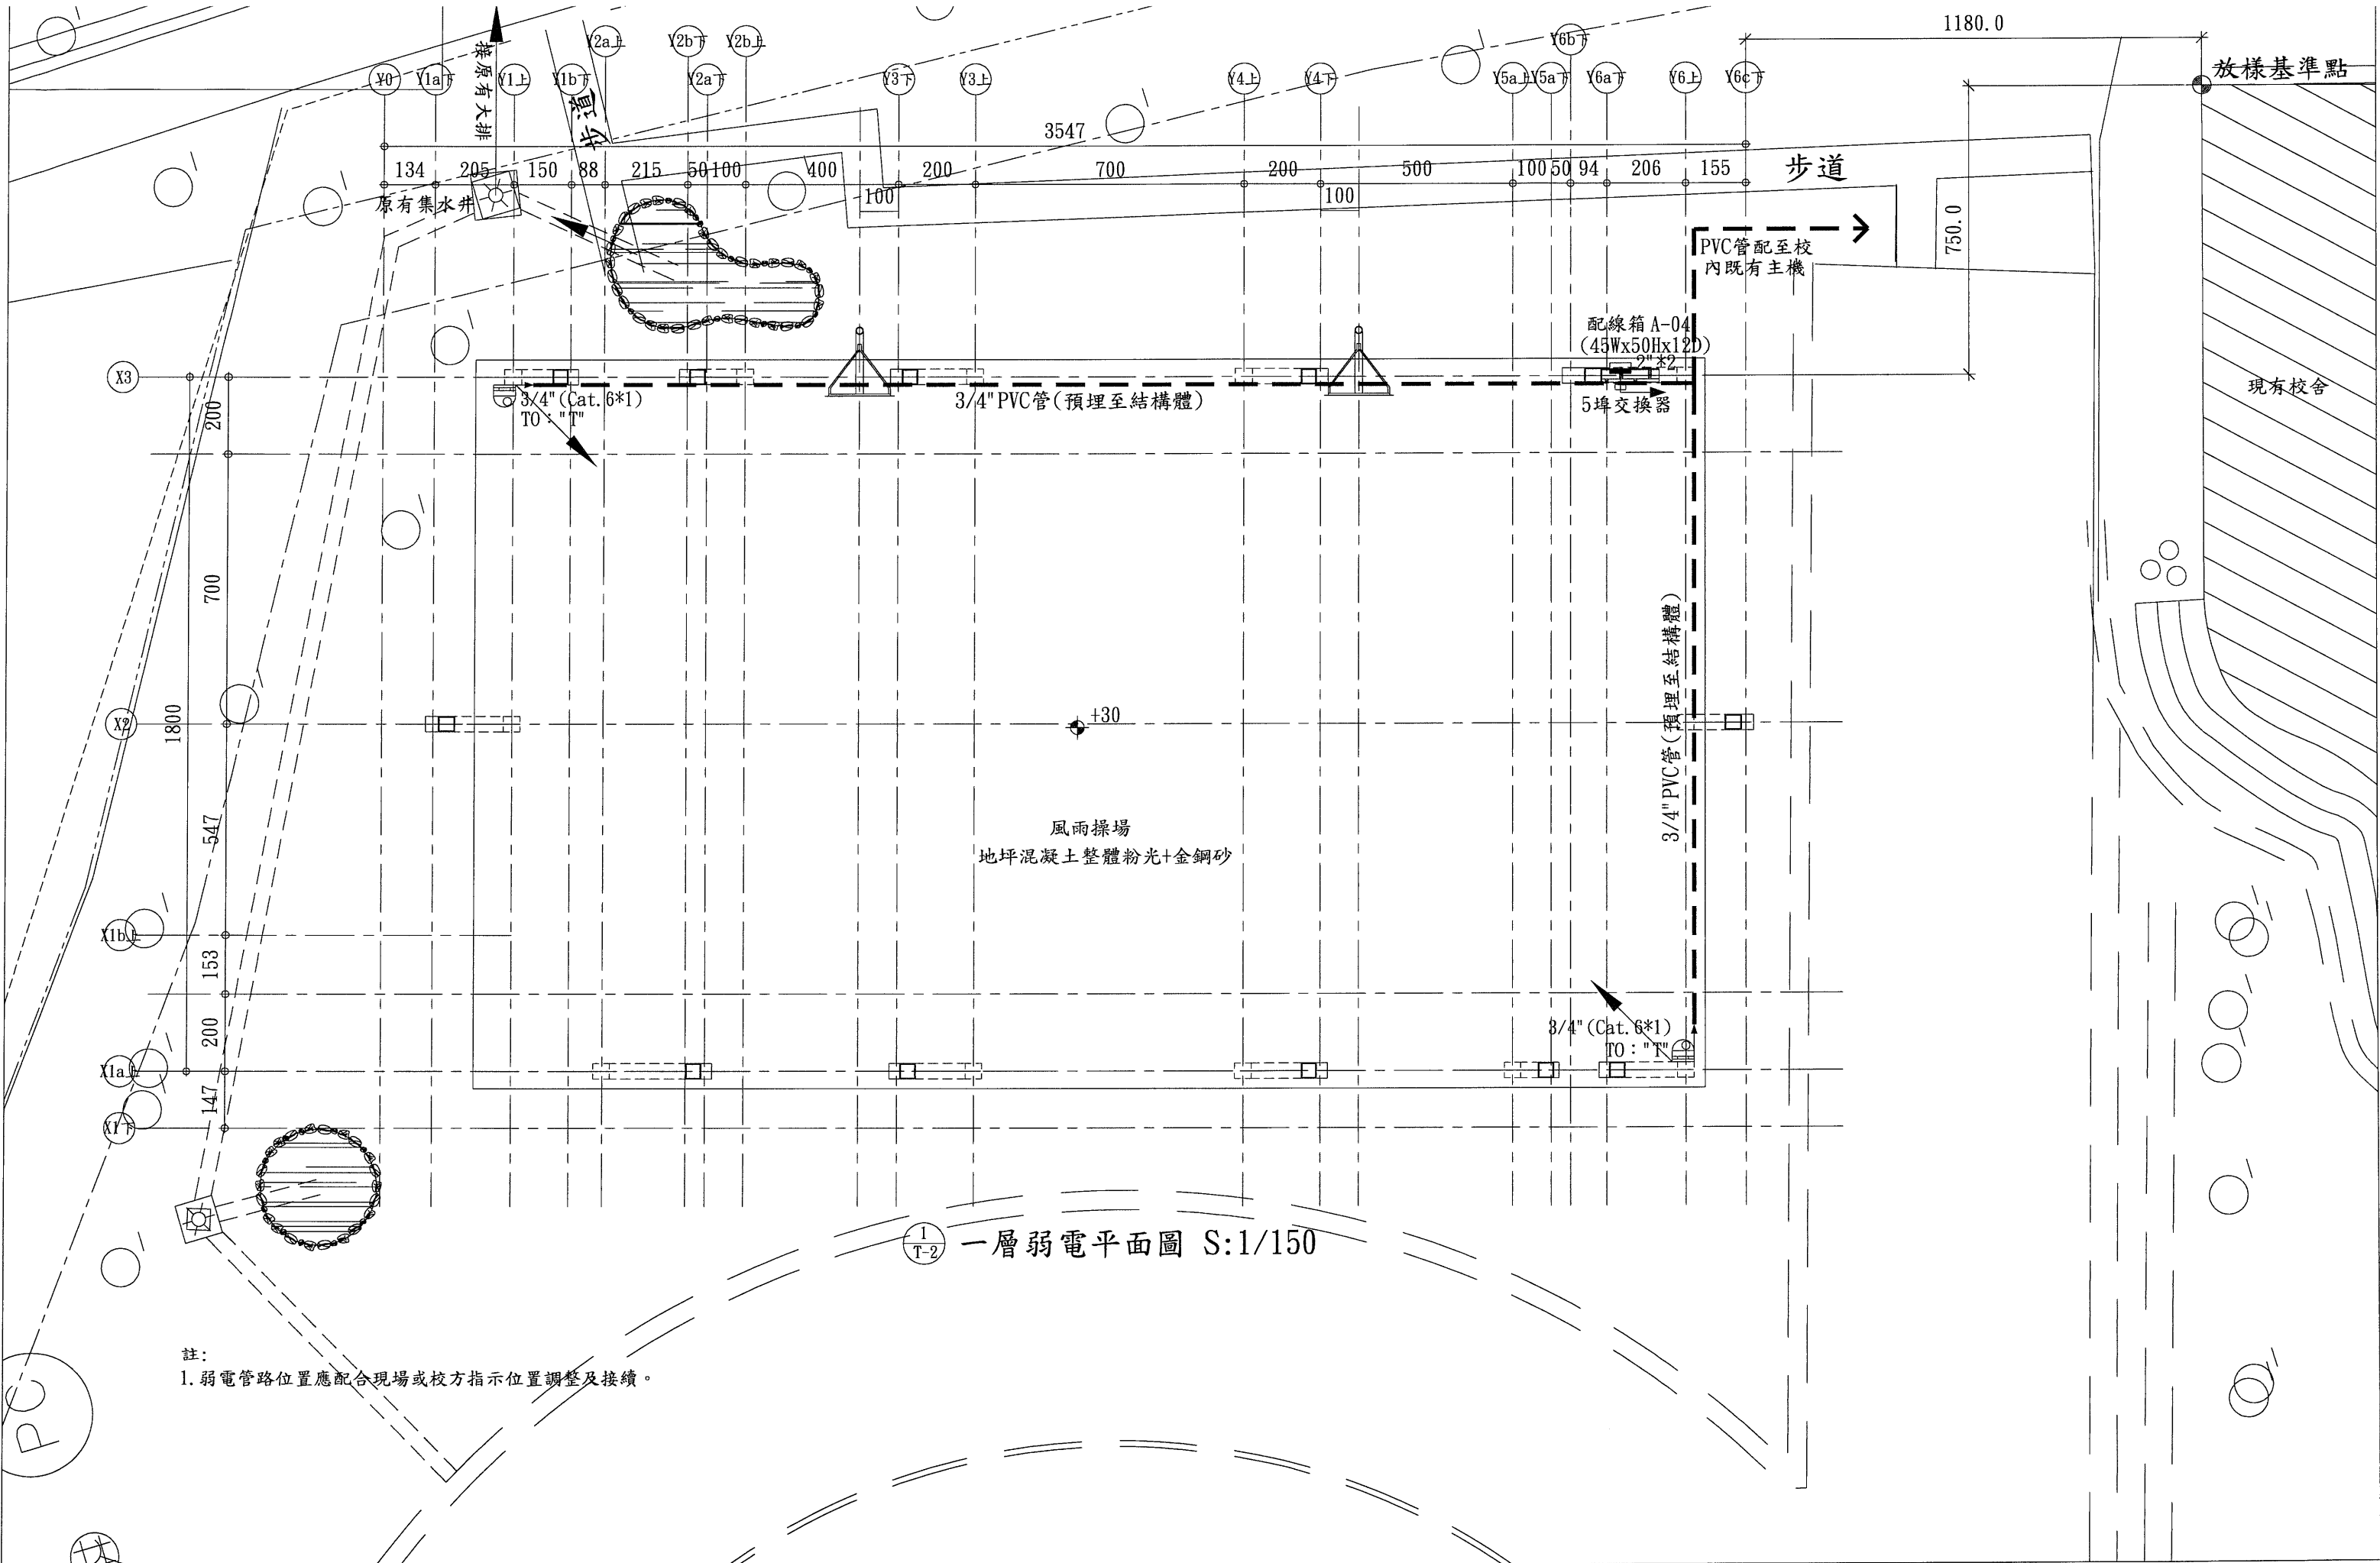 1180.0
放樣基準點
接原有大排
Y2a上
Y2b下
Y2b上
Y6b下
Y0
Y1a下
Y1上
Y1b下
Y2a下
Y3下
Y3上
Y4上
Y4下
Y5a上
Y5a下
Y6a下
Y6上
Y6c下
步道
3547
134
205
150
88
215
50
100
400
200
700
200
500
100
50
94
206
155
步道
100
100
原有集水井
750.0
PVC管配至校
內既有主機
配線箱 A-04
(45Wx50Hx12D)
2"*2
5埠交換器
現有校舍
X3
3/4"(Cat.6*1)
TO："T"
3/4"PVC管(預埋至結構體)
200
700
3/4"PVC管(預埋至結構體)
X2
1800
+30
547
風雨操場
地坪混凝土整體粉光+金鋼砂
X1b上
153
200
3/4"(Cat.6*1)
TO："T"
X1a上
147
X1下
1
T-2
一層弱電平面圖 S:1/150
註:
1.弱電管路位置應配合現場或校方指示位置調整及接續。
PC